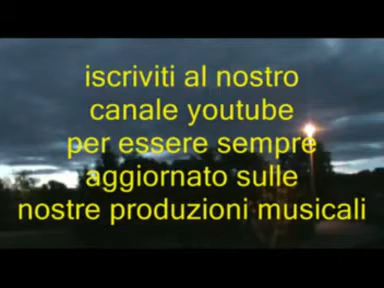 iscriviti al nostro
canale youtube
per essere sempre
aggiornato sulle
nostre produzioni musicali